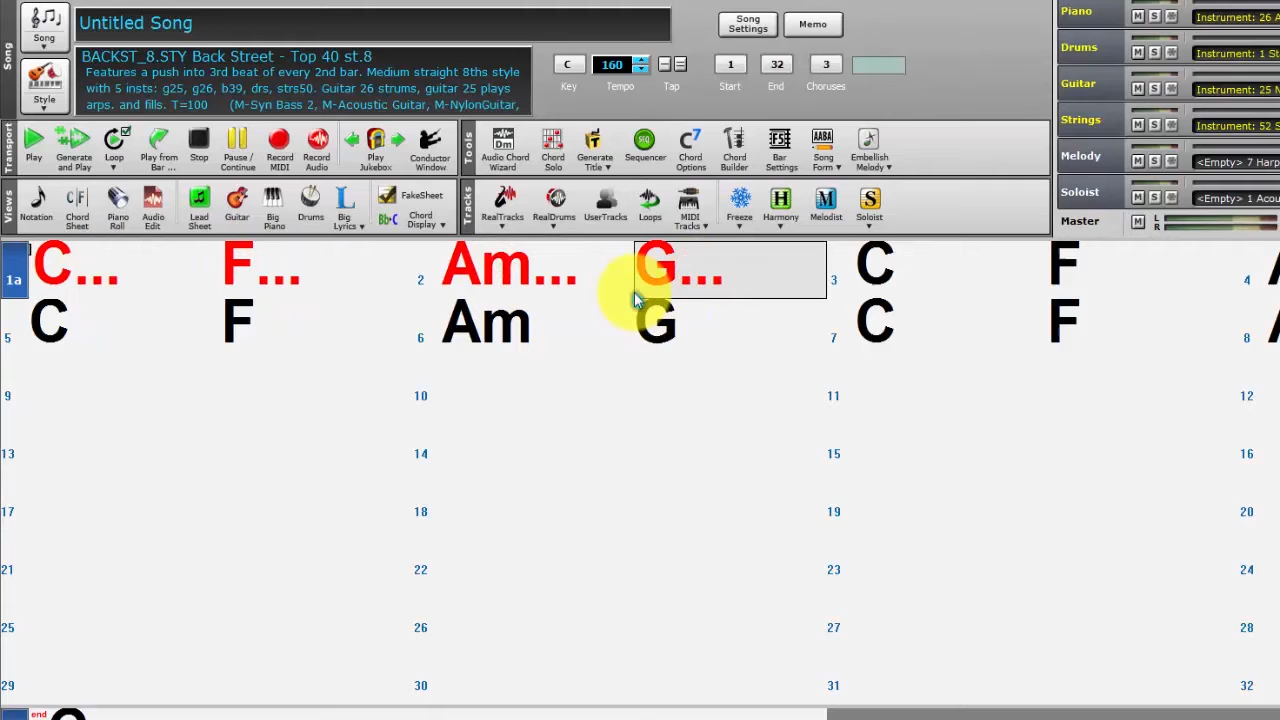 Song
Song
Style
Untitled Song
BACKST_8.STY Back Street - Top 40 st.8
Features a push into 3rd beat of every 2nd bar. Medium straight 8ths style
with 5 insts: g25, g26, b39, drs, strs50. Guitar 26 strums, guitar 25 plays
arps. and fills. T=100 (M-Syn Bass 2, M-Acoustic Guitar, M-NylonGuitar,
Song Settings
Memo
C
160
1
32
3
Key
Tempo
Tap
Start
End
Choruses
Piano
M S
Instrument: 26 A
Drums
M S
Instrument: 1 St
Guitar
M S
Instrument: 25 N
Strings
M S
Instrument: 52 S
Melody
M S
<Empty> 7 Harp
Soloist
M S
<Empty> 1 Acou
Master
M
L
R
Transport
Play
Generate and Play
Loop
Play from Bar ...
Stop
Pause / Continue
Record MIDI
Record Audio
Play Jukebox
Conductor Window
Tools
Dm
Audio Chord Wizard
Chord Solo
T
Generate Title
SEQ
Sequencer
C7
Chord Options
Chord Builder
Bar Settings
AABA
Song Form
Embellish Melody
Views
Notation
C|F|
Chord Sheet
Piano Roll
Audio Edit
Lead Sheet
Guitar
Big Piano
Drums
L
Big Lyrics
FakeSheet
Bb•C
Chord Display
Tracks
RealTracks
RealDrums
UserTracks
Loops
MIDI Tracks
Freeze
H
Harmony
M
Melodist
S
Soloist
1a C... F... 2 Am... G... 3 C F 4
5 C F 6 Am G 7 C F 8
9 10 11 12
13 14 15 16
17 18 19 20
21 22 23 24
25 26 27 28
29 30 31 32
end